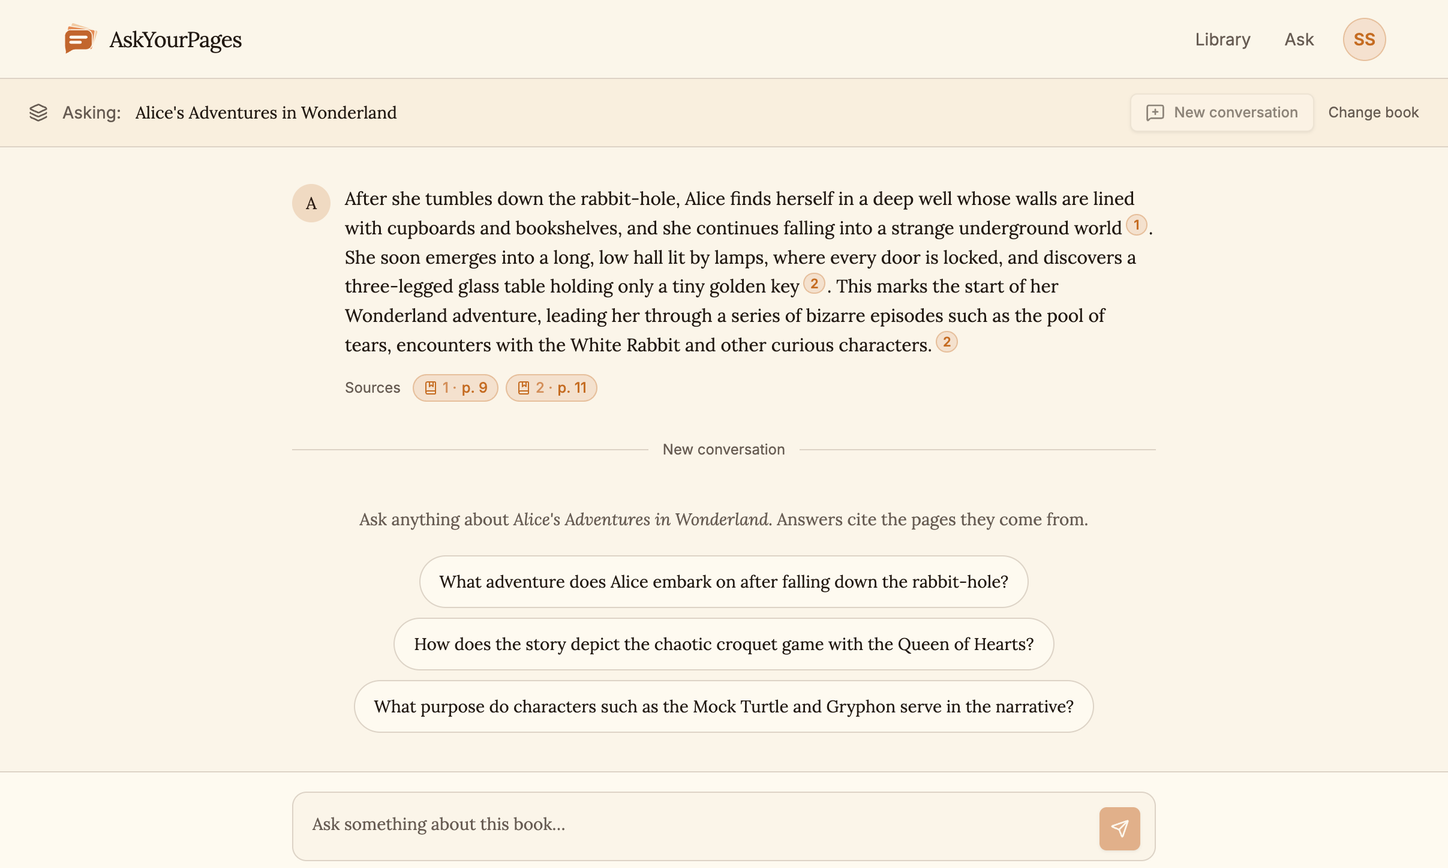 AskYourPages
Library
Ask
SS
Asking: Alice's Adventures in Wonderland
New conversation
Change book
A
After she tumbles down the rabbit-hole, Alice finds herself in a deep well whose walls are lined
with cupboards and bookshelves, and she continues falling into a strange underground world 1.
She soon emerges into a long, low hall lit by lamps, where every door is locked, and discovers a
three-legged glass table holding only a tiny golden key 2. This marks the start of her
Wonderland adventure, leading her through a series of bizarre episodes such as the pool of
tears, encounters with the White Rabbit and other curious characters. 2
Sources 1 · p. 9 2 · p. 11
New conversation
Ask anything about Alice's Adventures in Wonderland. Answers cite the pages they come from.
What adventure does Alice embark on after falling down the rabbit-hole?
How does the story depict the chaotic croquet game with the Queen of Hearts?
What purpose do characters such as the Mock Turtle and Gryphon serve in the narrative?
Ask something about this book...